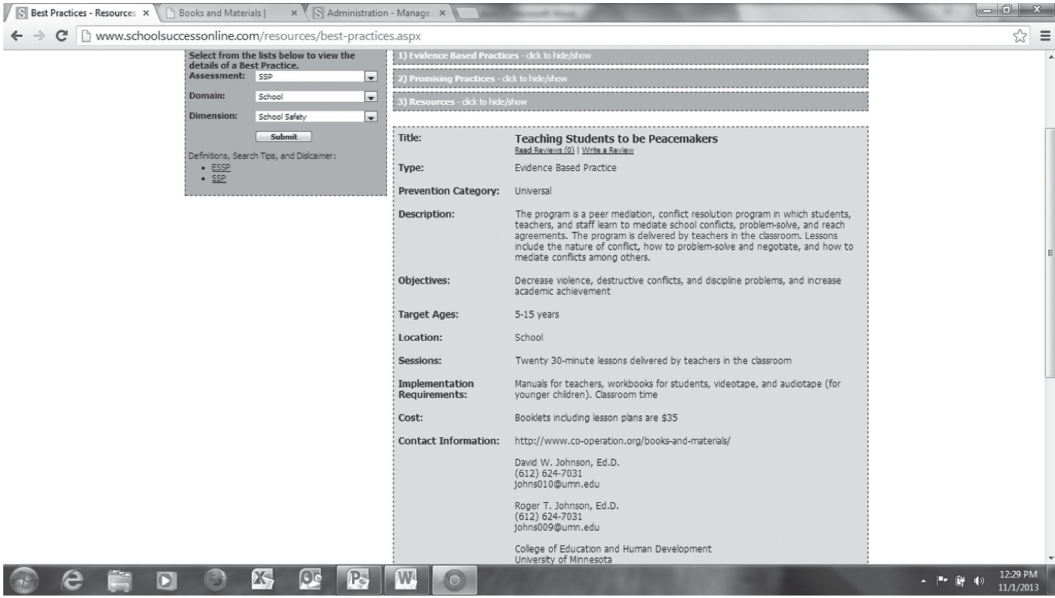 Best Practices - Resources
Books and Materials |
Administration - Manage
www.schoolsuccessonline.com/resources/best-practices.aspx
Select from the lists below to view the
details of a Best Practice.
Assessment: SSP
Domain: School
Dimension: School Safety
Submit
Definitions, Search Tips, and Dislcaimer:
• ESSP
• SSP
1) Evidence Based Practices - click to hide/show
2) Promising Practices - click to hide/show
3) Resources - click to hide/show
Title: Teaching Students to be Peacemakers
Read Reviews (0) | Write a Review
Type: Evidence Based Practice
Prevention Category: Universal
Description: The program is a peer mediation, conflict resolution program in which students,
teachers, and staff learn to mediate school conflicts, problem-solve, and reach
agreements. The program is delivered by teachers in the classroom. Lessons
include the nature of conflict, how to problem-solve and negotiate, and how to
mediate conflicts among others.
Objectives: Decrease violence, destructive conflicts, and discipline problems, and increase
academic achievement
Target Ages: 5-15 years
Location: School
Sessions: Twenty 30-minute lessons delivered by teachers in the classroom
Implementation Requirements: Manuals for teachers, workbooks for students, videotape, and audiotape (for
younger children). Classroom time
Cost: Booklets including lesson plans are $35
Contact Information: http://www.co-operation.org/books-and-materials/
David W. Johnson, Ed.D.
(612) 624-7031
johns010@umn.edu
Roger T. Johnson, Ed.D.
(612) 624-7031
johns009@umn.edu
College of Education and Human Development
University of Minnesota
12:29 PM
11/1/2013